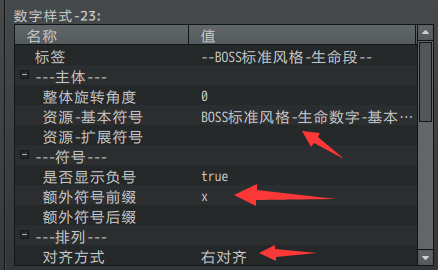 数字样式-23:
名称 值
标签 --BOSS标准风格-生命段--
---主体---
整体旋转角度 0
资源-基本符号 BOSS标准风格-生命数字-基本…
资源-扩展符号
---符号---
是否显示负号 true
额外符号前缀 x
额外符号后缀
---排列---
对齐方式 右对齐